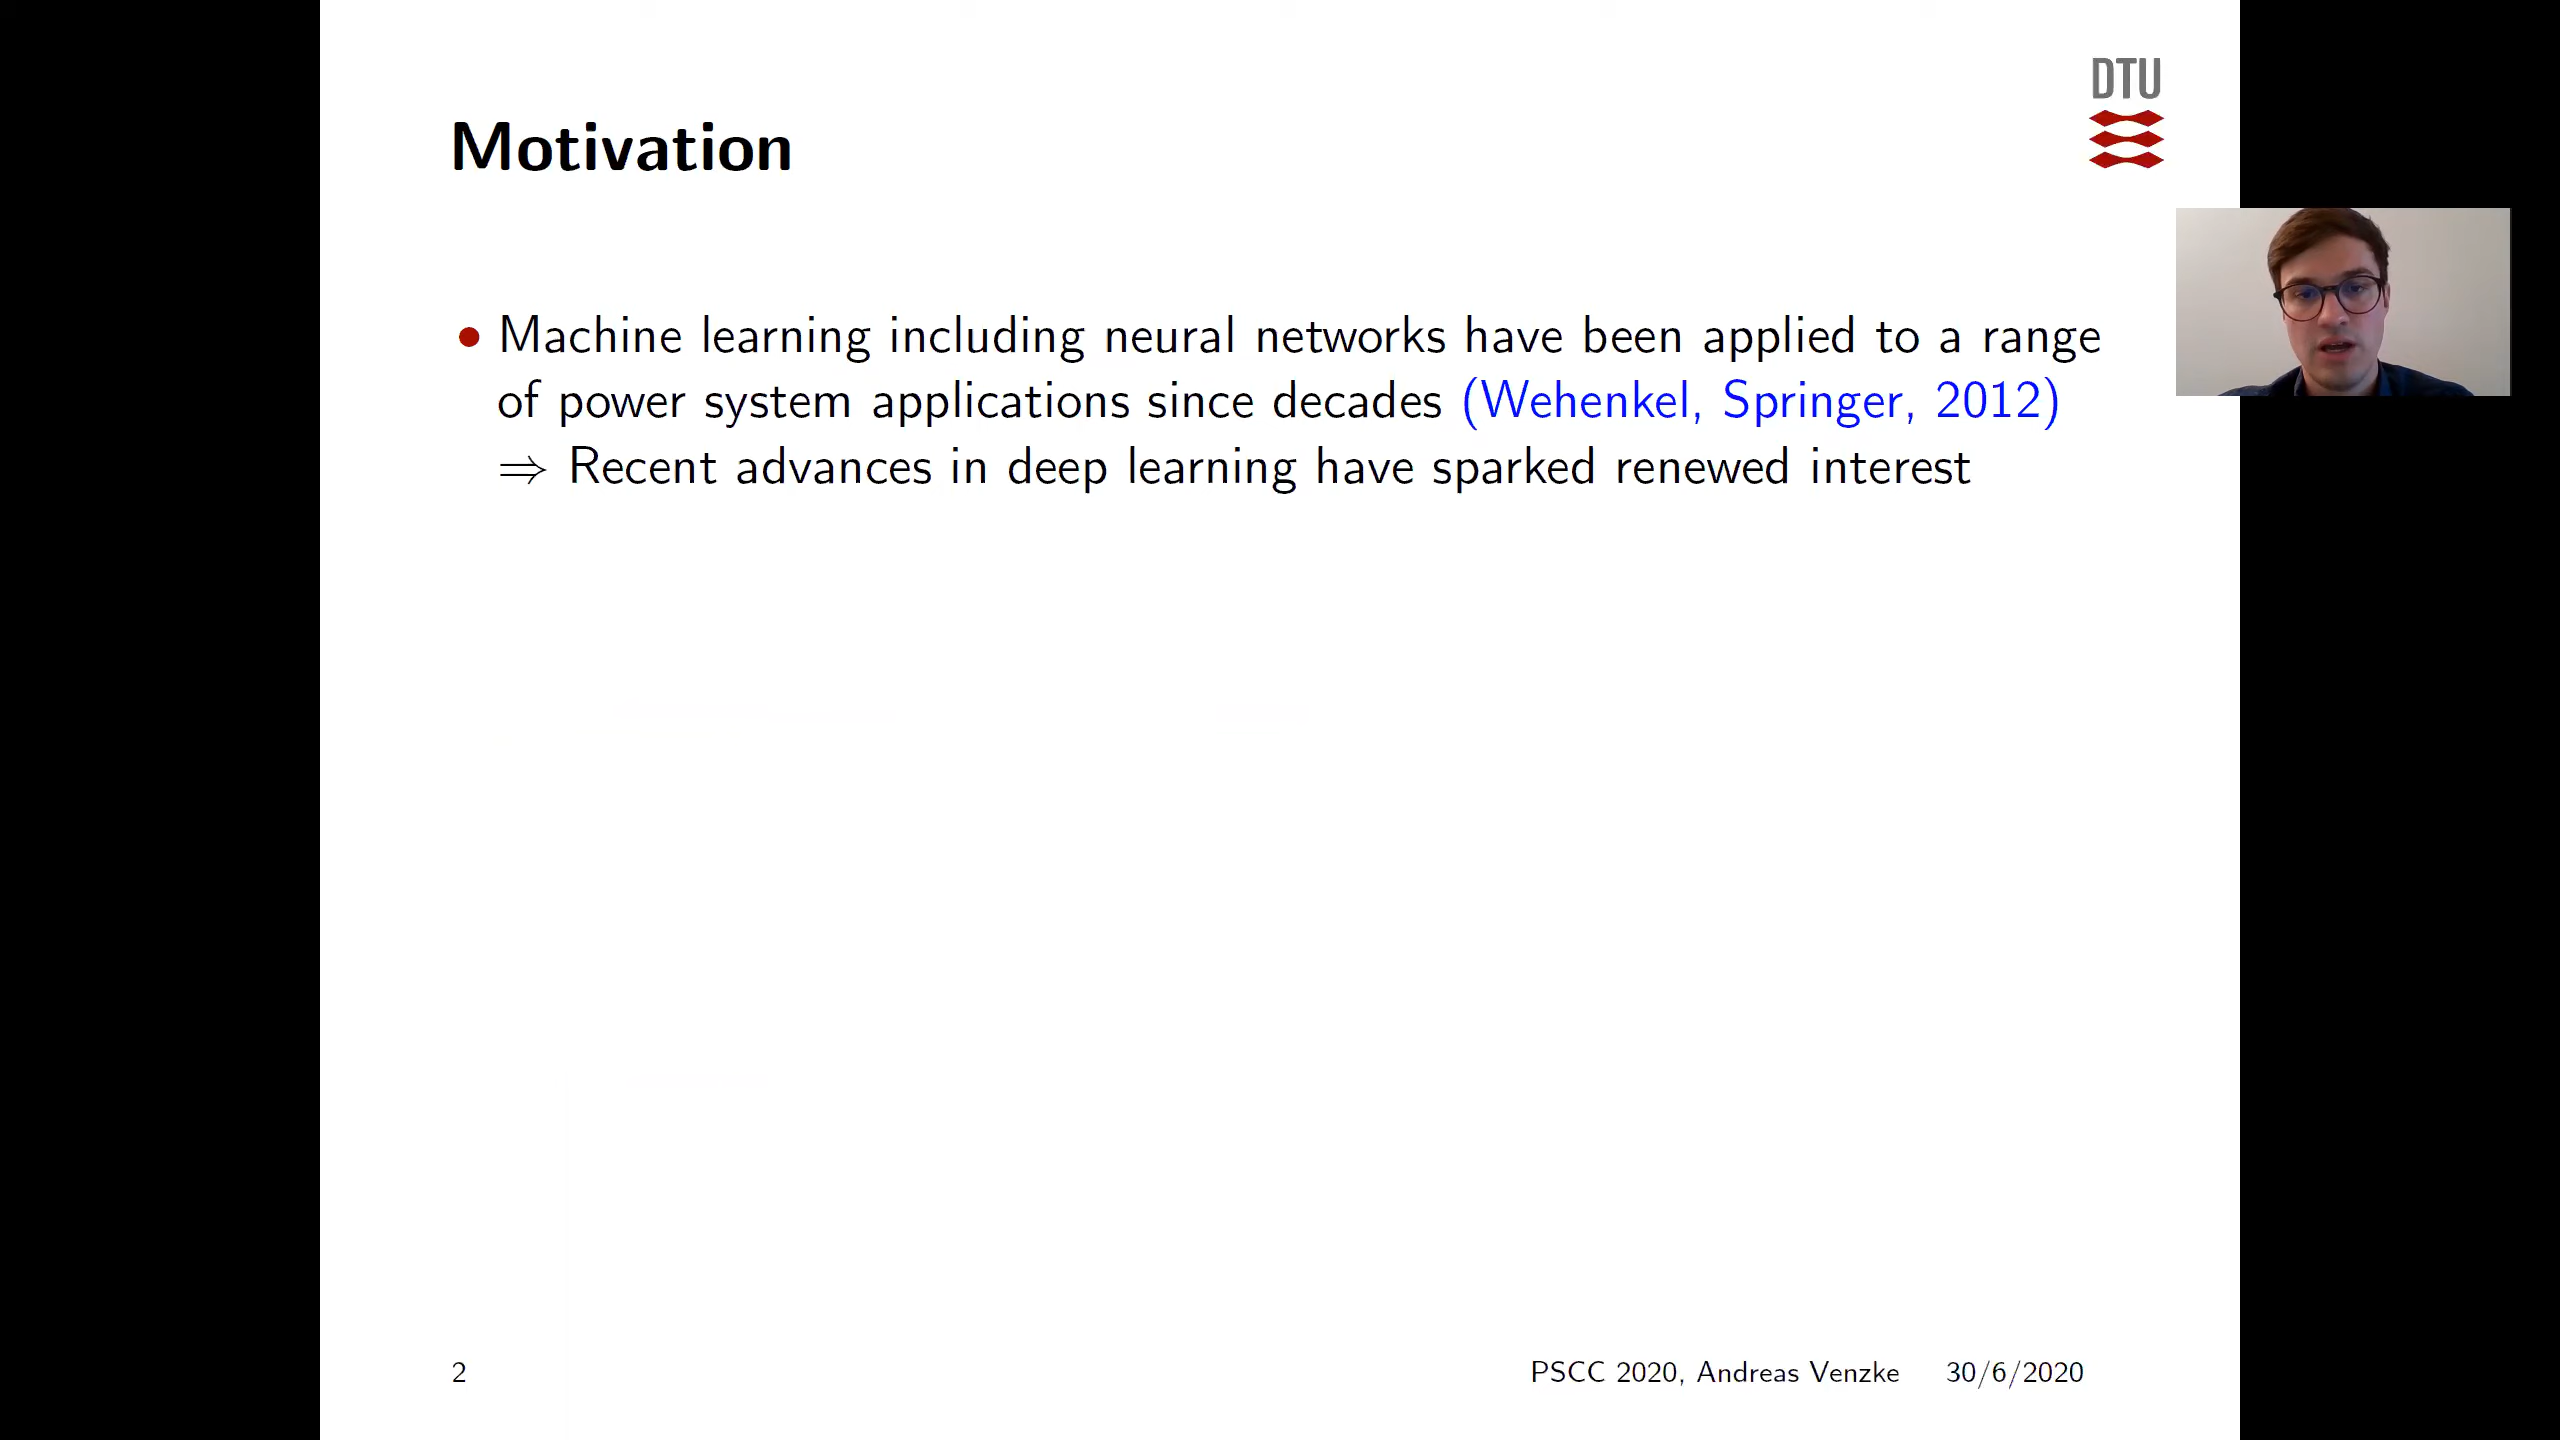 DTU
Motivation
• Machine learning including neural networks have been applied to a range
of power system applications since decades (Wehenkel, Springer, 2012)
⇒ Recent advances in deep learning have sparked renewed interest
2
PSCC 2020, Andreas Venzke 30/6/2020